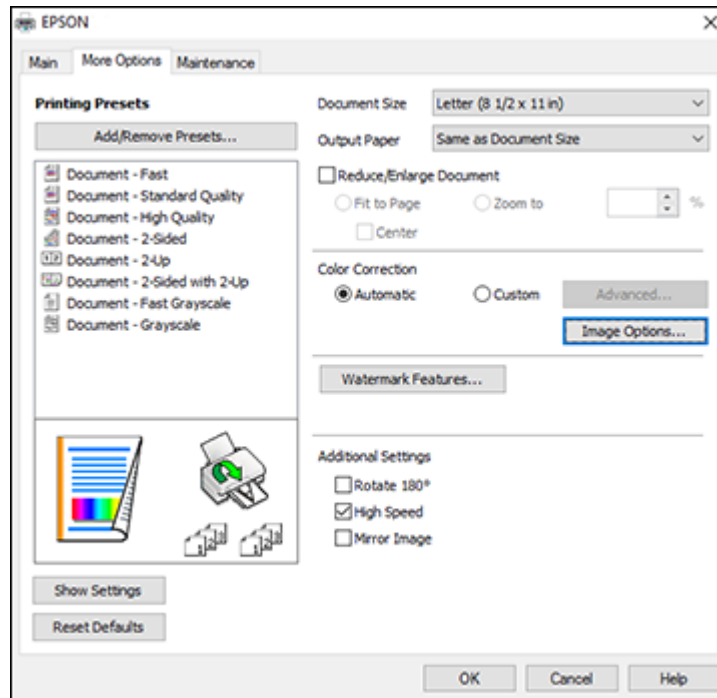 EPSON
Main More Options Maintenance
Printing Presets
Add/Remove Presets...
Document - Fast
Document - Standard Quality
Document - High Quality
Document - 2-Sided
Document - 2-Up
Document - 2-Sided with 2-Up
Document - Fast Grayscale
Document - Grayscale
Show Settings
Reset Defaults
Document Size Letter (8 1/2 x 11 in)
Output Paper Same as Document Size
Reduce/Enlarge Document
Fit to Page Zoom to %
Center
Color Correction
Automatic Custom Advanced...
Image Options...
Watermark Features...
Additional Settings
Rotate 180°
High Speed
Mirror Image
OK Cancel Help